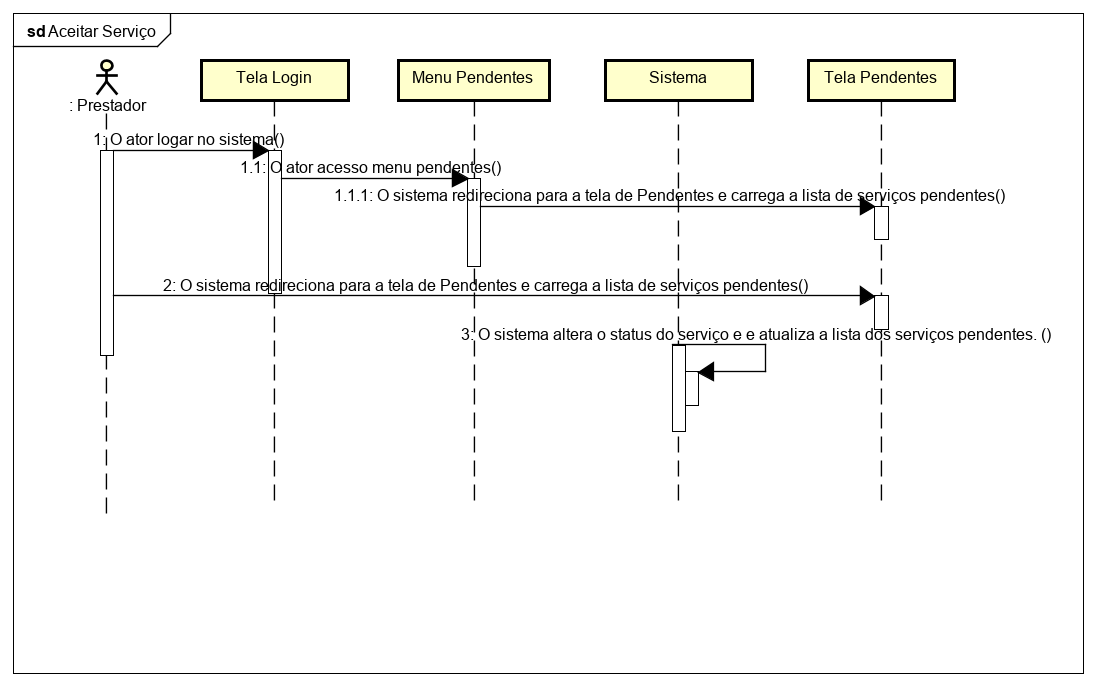 sd Aceitar Serviço
: Prestador
Tela Login
Menu Pendentes
Sistema
Tela Pendentes
1: O ator logar no sistema()
1.1: O ator acesso menu pendentes()
1.1.1: O sistema redireciona para a tela de Pendentes e carrega a lista de serviços pendentes()
2: O sistema redireciona para a tela de Pendentes e carrega a lista de serviços pendentes()
3: O sistema altera o status do serviço e e atualiza a lista dos serviços pendentes. ()